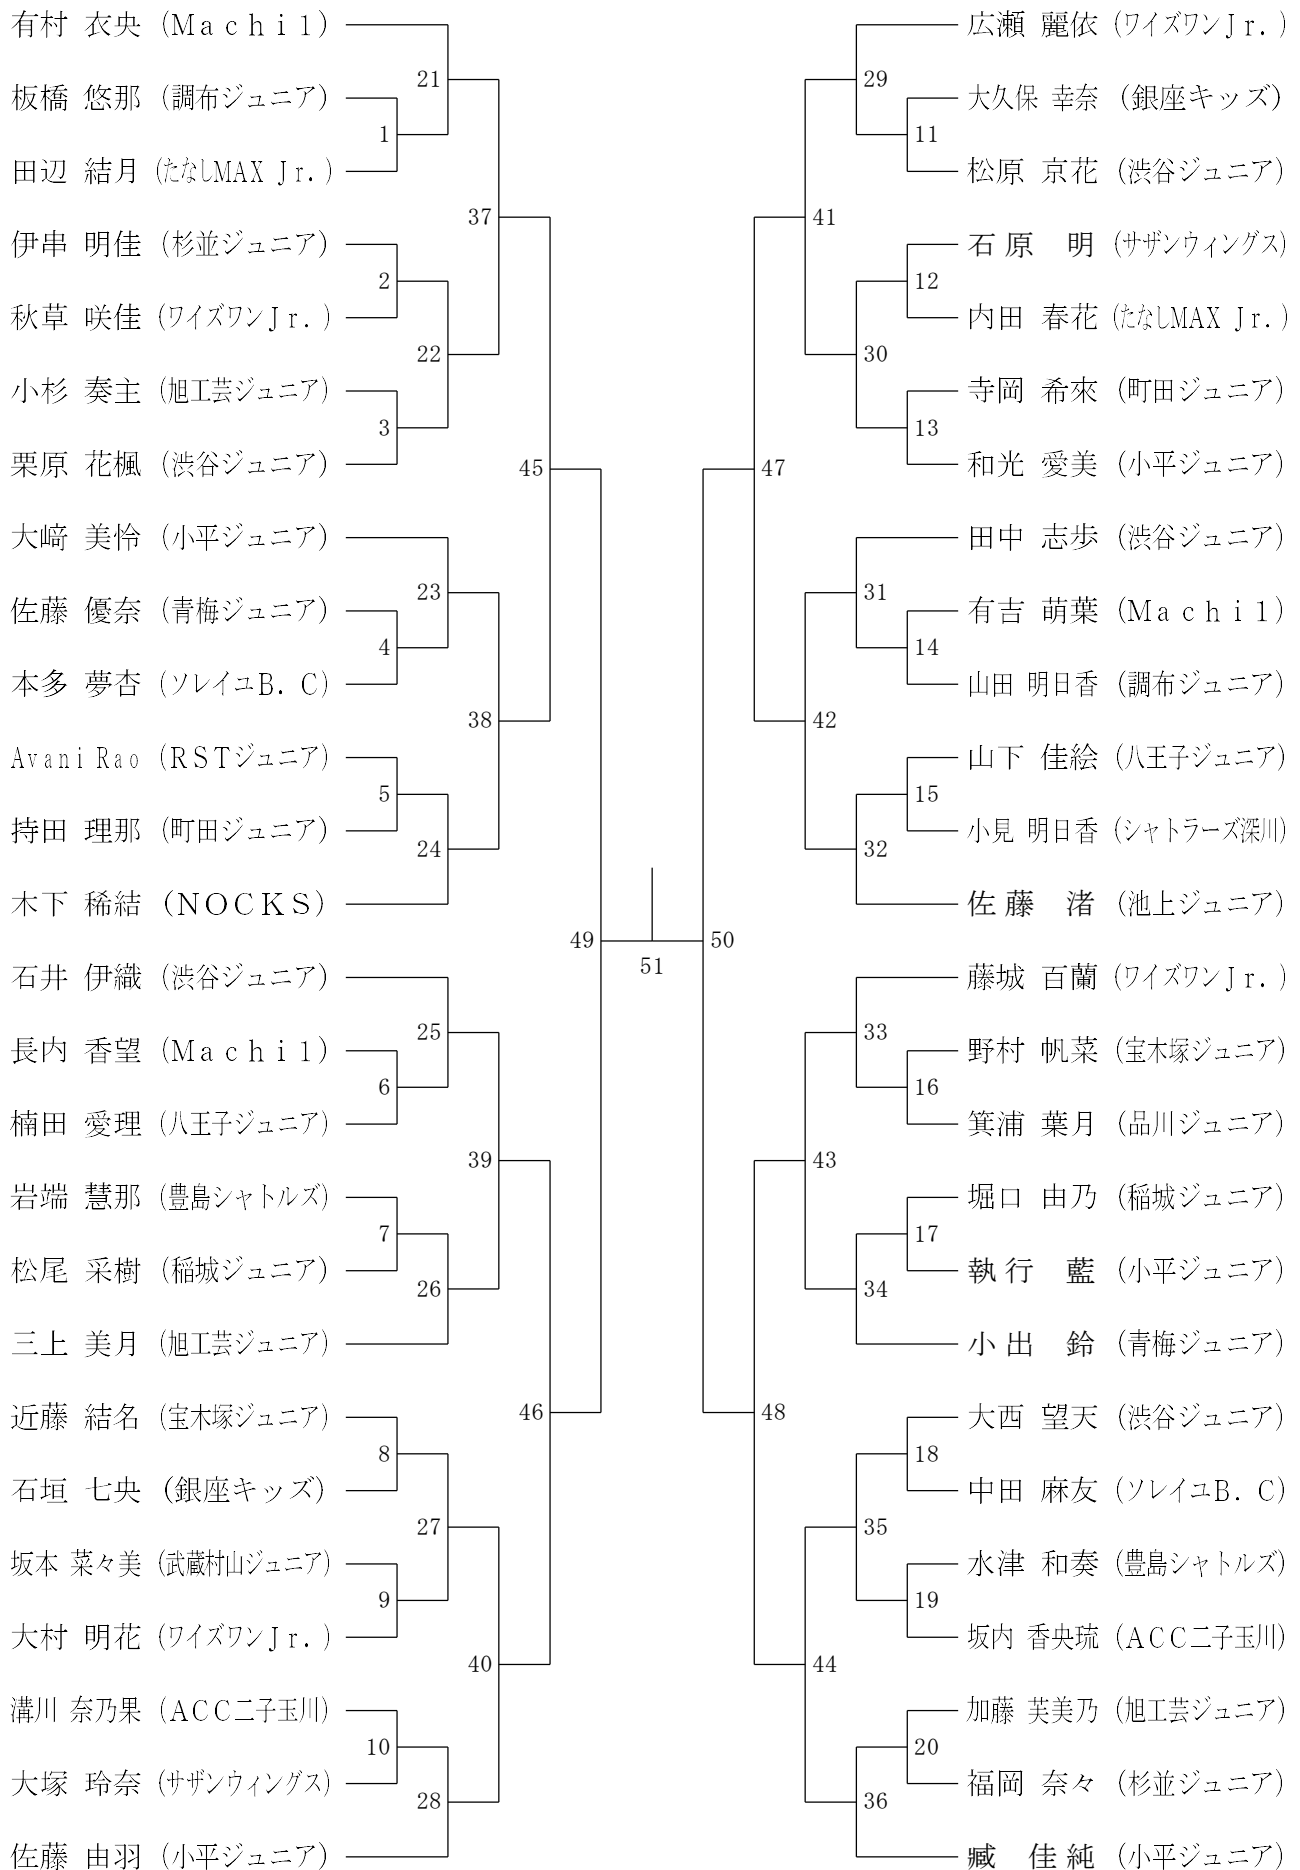 有村 衣央 (Machi1)
21
板橋 悠那 (調布ジュニア)
1
田辺 結月 (たなしMAX Jr.)
37
伊串 明佳 (杉並ジュニア)
2
秋草 咲佳 (ワイズワンJr.)
22
小杉 奏主 (旭工芸ジュニア)
3
栗原 花楓 (渋谷ジュニア)
45
大﨑 美怜 (小平ジュニア)
23
佐藤 優奈 (青梅ジュニア)
4
本多 夢杏 (ソレイユB.C)
38
Avani Rao (RSTジュニア)
5
持田 理那 (町田ジュニア)
24
木下 稀結 (NOCKS)
49
石井 伊織 (渋谷ジュニア)
25
長内 香望 (Machi1)
6
楠田 愛理 (八王子ジュニア)
39
岩端 慧那 (豊島シャトルズ)
7
松尾 采樹 (稲城ジュニア)
26
三上 美月 (旭工芸ジュニア)
46
近藤 結名 (宝木塚ジュニア)
8
石垣 七央 (銀座キッズ)
27
坂本 菜々美 (武蔵村山ジュニア)
9
大村 明花 (ワイズワンJr.)
40
溝川 奈乃果 (ACC二子玉川)
10
大塚 玲奈 (サザンウィングス)
28
佐藤 由羽 (小平ジュニア)
51
広瀬 麗依 (ワイズワンJr.)
29
大久保 幸奈 (銀座キッズ)
11
松原 京花 (渋谷ジュニア)
41
石原 明 (サザンウィングス)
12
内田 春花 (たなしMAX Jr.)
30
寺岡 希來 (町田ジュニア)
13
和光 愛美 (小平ジュニア)
47
田中 志歩 (渋谷ジュニア)
31
有吉 萌葉 (Machi1)
14
山田 明日香 (調布ジュニア)
42
山下 佳絵 (八王子ジュニア)
15
小見 明日香 (シャトラーズ深川)
32
佐藤 渚 (池上ジュニア)
50
藤城 百蘭 (ワイズワンJr.)
33
野村 帆菜 (宝木塚ジュニア)
16
箕浦 葉月 (品川ジュニア)
43
堀口 由乃 (稲城ジュニア)
17
執行 藍 (小平ジュニア)
34
小出 鈴 (青梅ジュニア)
48
大西 望天 (渋谷ジュニア)
18
中田 麻友 (ソレイユB.C)
35
水津 和奏 (豊島シャトルズ)
19
坂内 香央琉 (ACC二子玉川)
44
加藤 芙美乃 (旭工芸ジュニア)
20
福岡 奈々 (杉並ジュニア)
36
臧 佳純 (小平ジュニア)